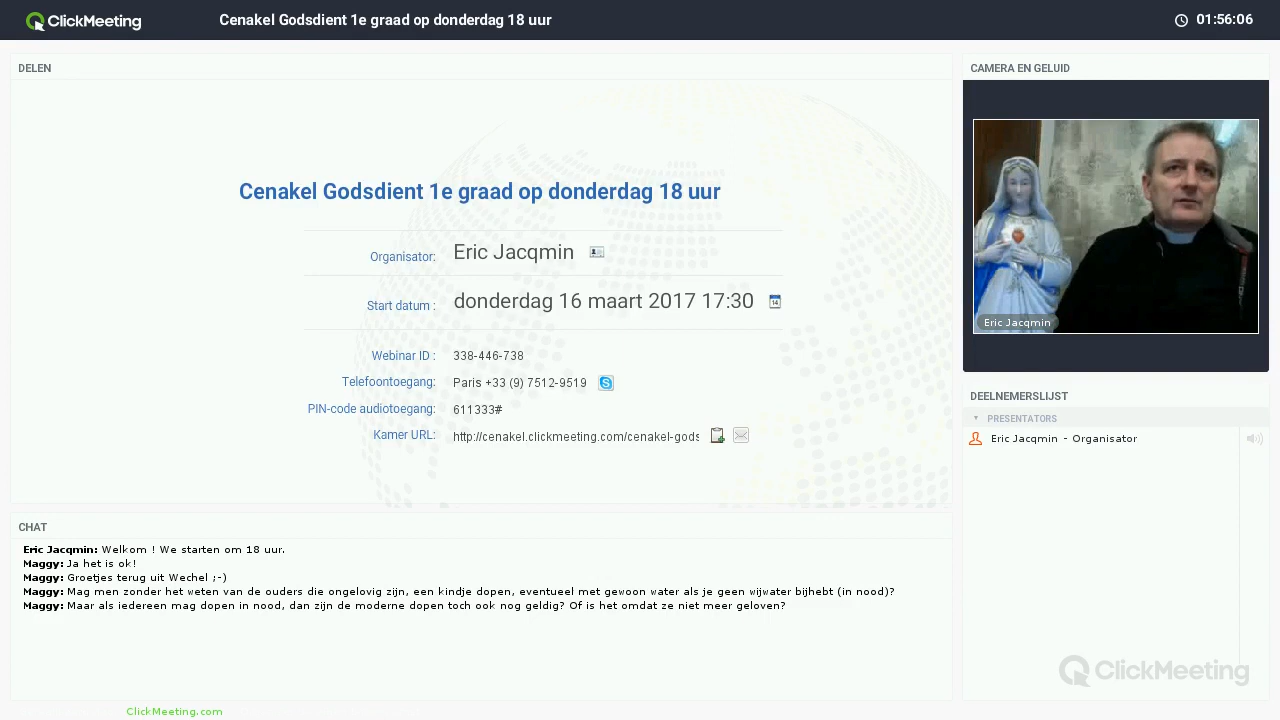 ClickMeeting
Cenakel Godsdient 1e graad op donderdag 18 uur
01:56:06
DELEN
Cenakel Godsdient 1e graad op donderdag 18 uur
Organisator: Eric Jacqmin
Start datum : donderdag 16 maart 2017 17:30
14
Webinar ID : 338-446-738
Telefoontoegang: Paris +33 (9) 7512-9519
PIN-code audiotoegang: 611333#
Kamer URL: http://cenakel.clickmeeting.com/cenakel-gods
CAMERA EN GELUID
Eric Jacqmin
DEELNEMERSLIJST
PRESENTATORS
Eric Jacqmin - Organisator
CHAT
Eric Jacqmin: Welkom ! We starten om 18 uur.
Maggy: Ja het is ok!
Maggy: Groetjes terug uit Wechel ;-)
Maggy: Mag men zonder het weten van de ouders die ongelovig zijn, een kindje dopen, eventueel met gewoon water als je geen wijwater bijhebt (in nood)?
Maggy: Maar als iedereen mag dopen in nood, dan zijn de moderne dopen toch ook nog geldig? Of is het omdat ze niet meer geloven?
ClickMeeting
ClickMeeting.com